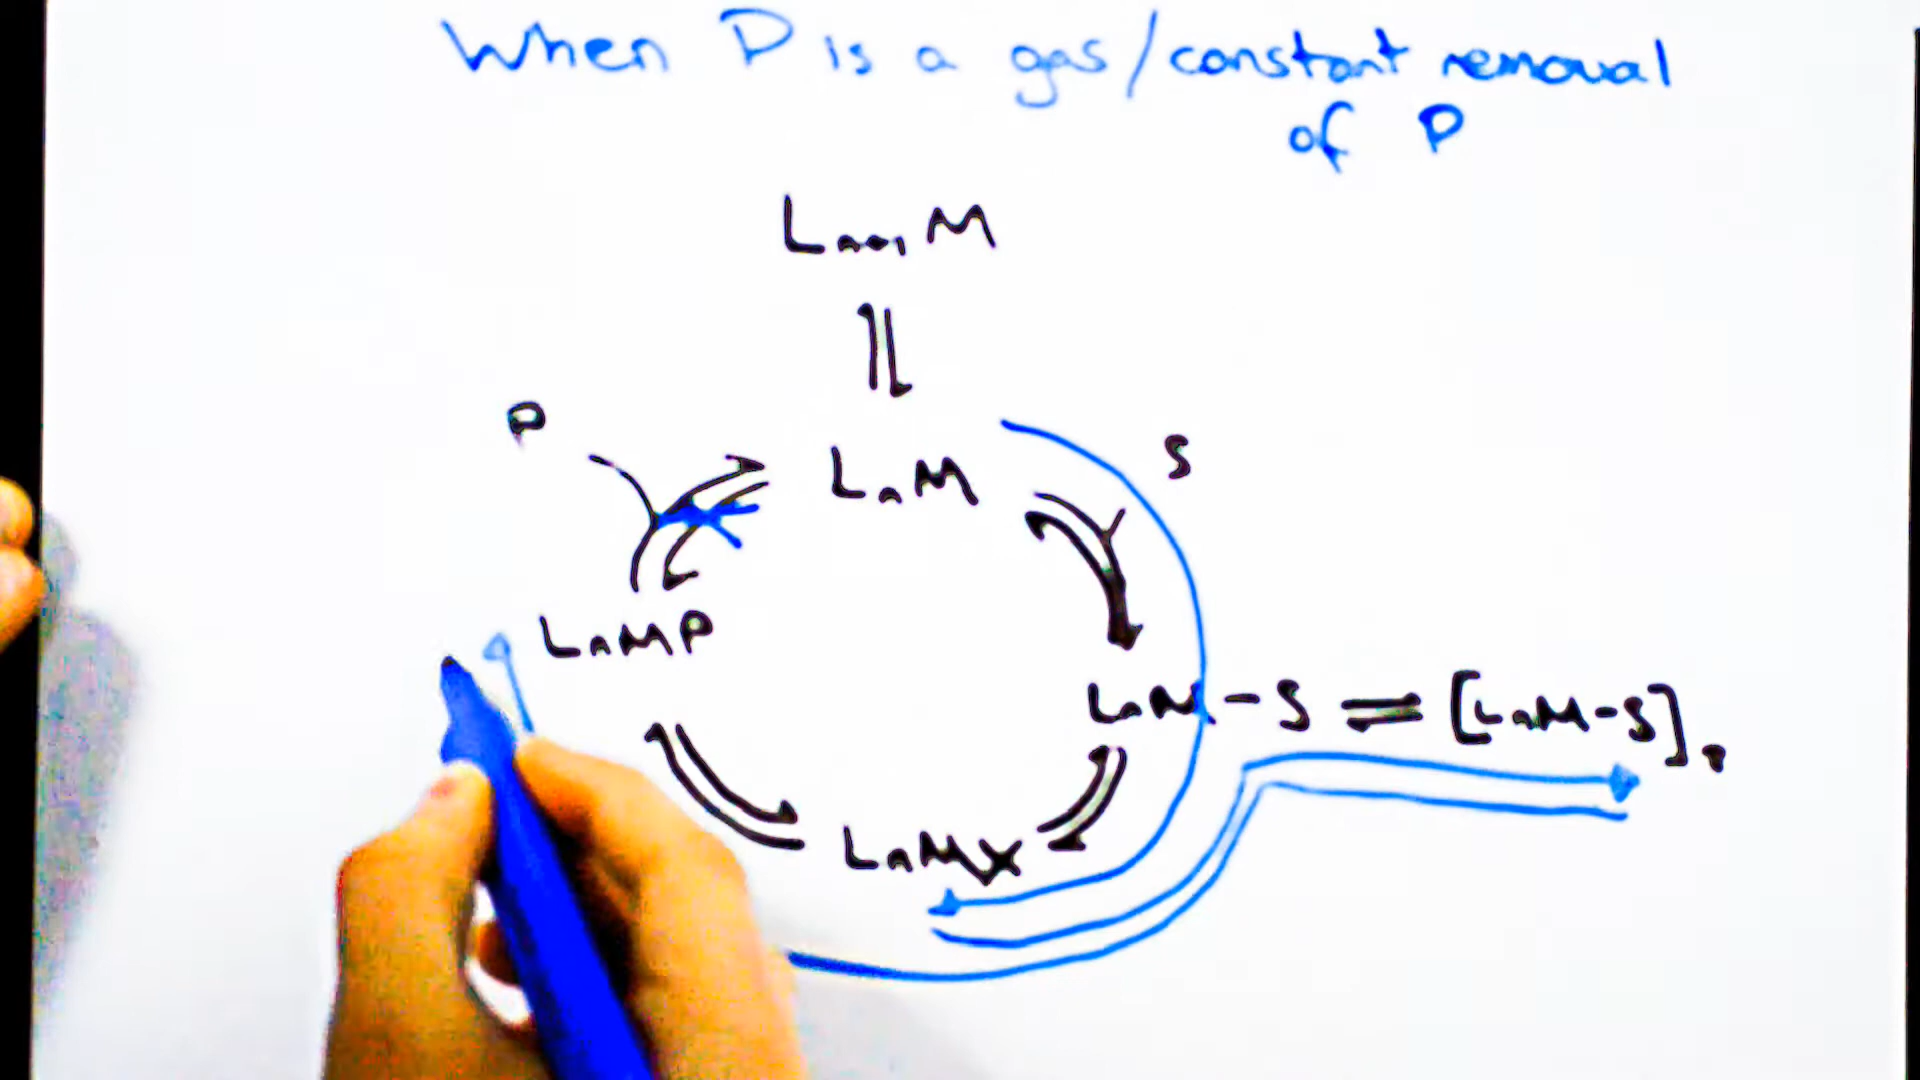 When P is a gas/constant removal
of P
Ln+1M
P
LnM
S
LnMP
LnM-S ⇌ [LnM-S]2
LnMX